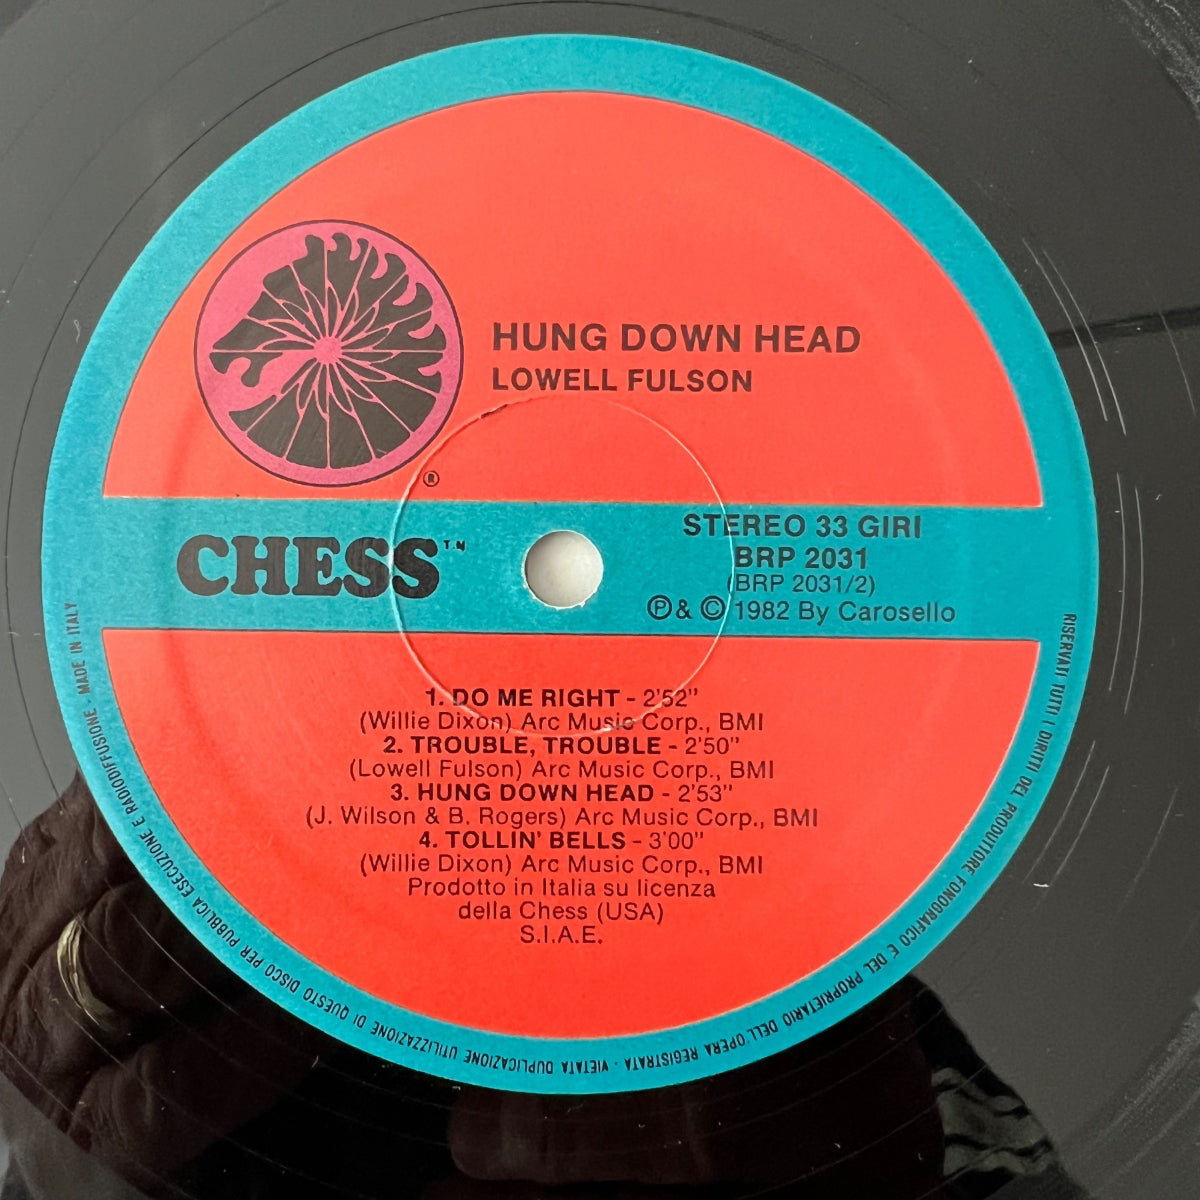 HUNG DOWN HEAD
LOWELL FULSON
®
CHESS™
STEREO 33 GIRI
BRP 2031
(BRP 2031/2)
Ⓟ & © 1982 By Carosello
1. DO ME RIGHT - 2'52"
(Willie Dixon) Arc Music Corp., BMI
2. TROUBLE, TROUBLE - 2'50"
(Lowell Fulson) Arc Music Corp., BMI
3. HUNG DOWN HEAD - 2'53"
(J. Wilson & B. Rogers) Arc Music Corp., BMI
4. TOLLIN' BELLS - 3'00"
(Willie Dixon) Arc Music Corp., BMI
Prodotto in Italia su licenza
della Chess (USA)
S.I.A.E.
RISERVATI TUTTI I DIRITTI DEL PRODUTTORE FONOGRAFICO E DEL PROPRIETARIO DELL'OPERA REGISTRATA - VIETATA DUPLICAZIONE UTILIZZAZIONE DI QUESTO DISCO PER PUBBLICA ESECUZIONE E RADIODIFFUSIONE - MADE IN ITALY